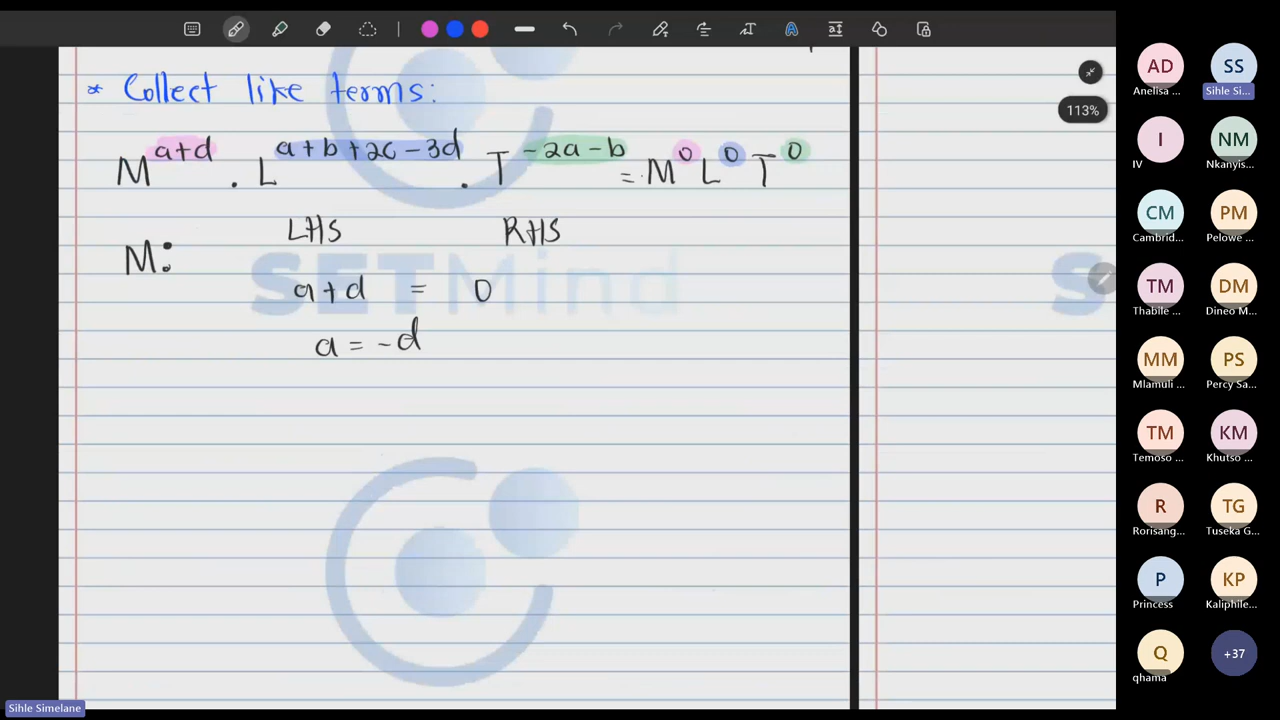 * Collect like terms:
M^{a+d} . L^{a+b+2c-3d} . T^{-2a-b} = M^0 L^0 T^0
LHS RHS
M:
a+d = 0
a = -d
SETMind
S
113%
AD SS
Anelisa ... Sihle Si...
I NM
IV Nkanyis...
CM PM
Cambrid... Pelowe ...
TM DM
Thabile ... Dineo M...
MM PS
Mlamuli ... Percy Sa...
TM KM
Temoso ... Khutso ...
R TG
Rorisang... Tuseka G...
P KP
Princess Kaliphile...
Q +37
qhama
Sihle Simelane